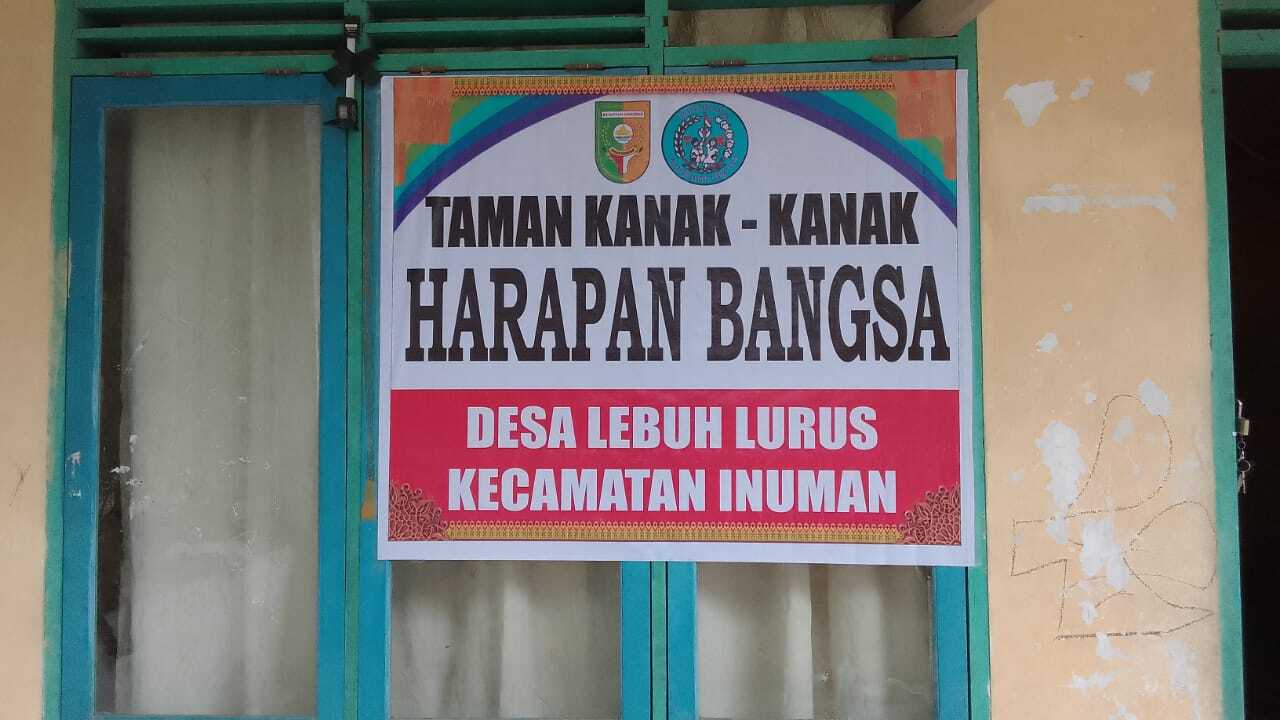 TAMAN KANAK - KANAK
HARAPAN BANGSA
DESA LEBUH LURUS
KECAMATAN INUMAN